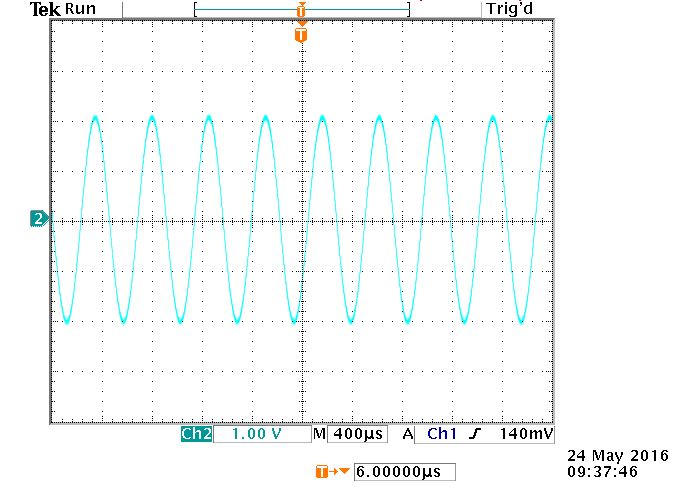 Tek Run Trig'd
T
T
2
Ch2 1.00 V M 400µs A Ch1 ƒ 140mV
T 6.00000µs
24 May 2016
09:37:46